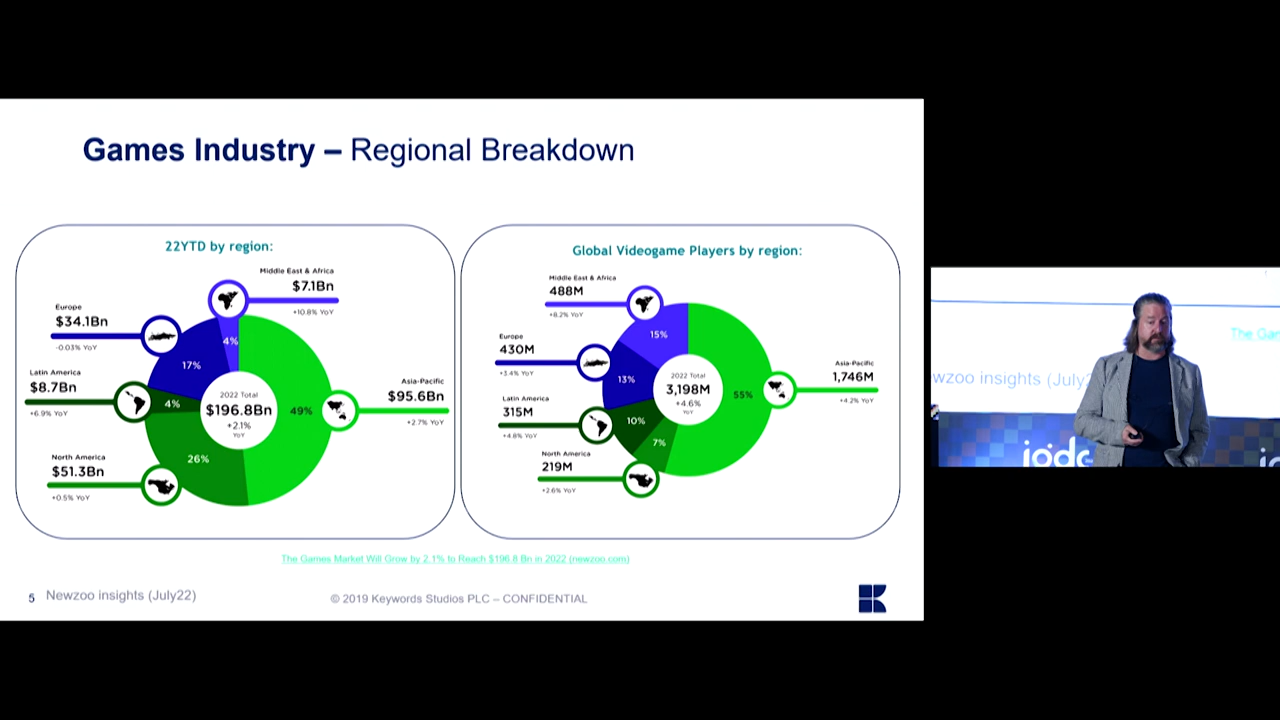 Games Industry – Regional Breakdown
22YTD by region:
Middle East & Africa
$7.1Bn
+10.8% YoY
Europe
$34.1Bn
-0.03% YoY
Latin America
$8.7Bn
+6.9% YoY
North America
$51.3Bn
+0.5% YoY
Asia-Pacific
$95.6Bn
+2.7% YoY
4%
17%
4%
26%
49%
2022 Total
$196.8Bn
+2.1%
YoY
Global Videogame Players by region:
Middle East & Africa
488M
+8.2% YoY
Europe
430M
+3.4% YoY
Latin America
315M
+4.8% YoY
North America
219M
+2.6% YoY
Asia-Pacific
1,746M
+4.2% YoY
15%
13%
10%
7%
55%
2022 Total
3,198M
+4.6%
YoY
The Games Market Will Grow by 2.1% to Reach $196.8 Bn in 2022 (newzoo.com)
5 Newzoo insights (July22)
© 2019 Keywords Studios PLC – CONFIDENTIAL
The Gam
wzoo insights (July2